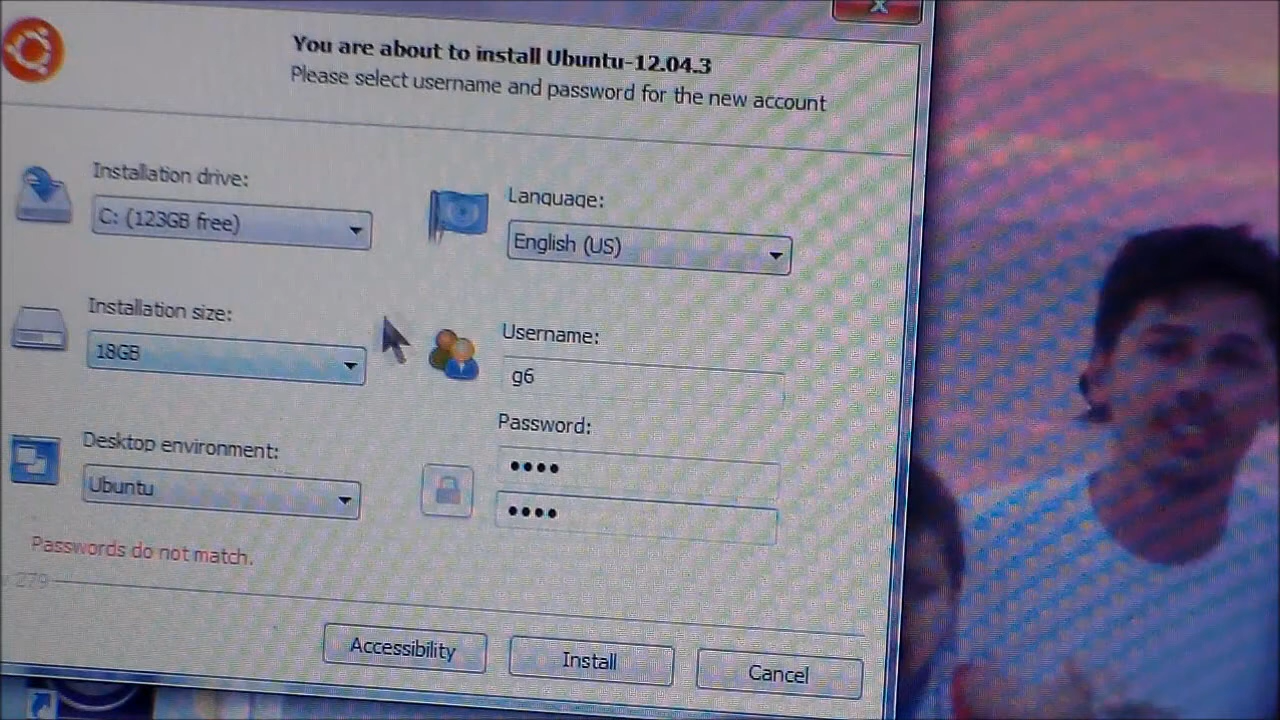 You are about to install Ubuntu-12.04.3
Please select username and password for the new account
Installation drive:
C: (123GB free)
Language:
English (US)
Installation size:
18GB
Username:
g6
Desktop environment:
Ubuntu
Password:
••••
••••
Passwords do not match.
279
Accessibility
Install
Cancel